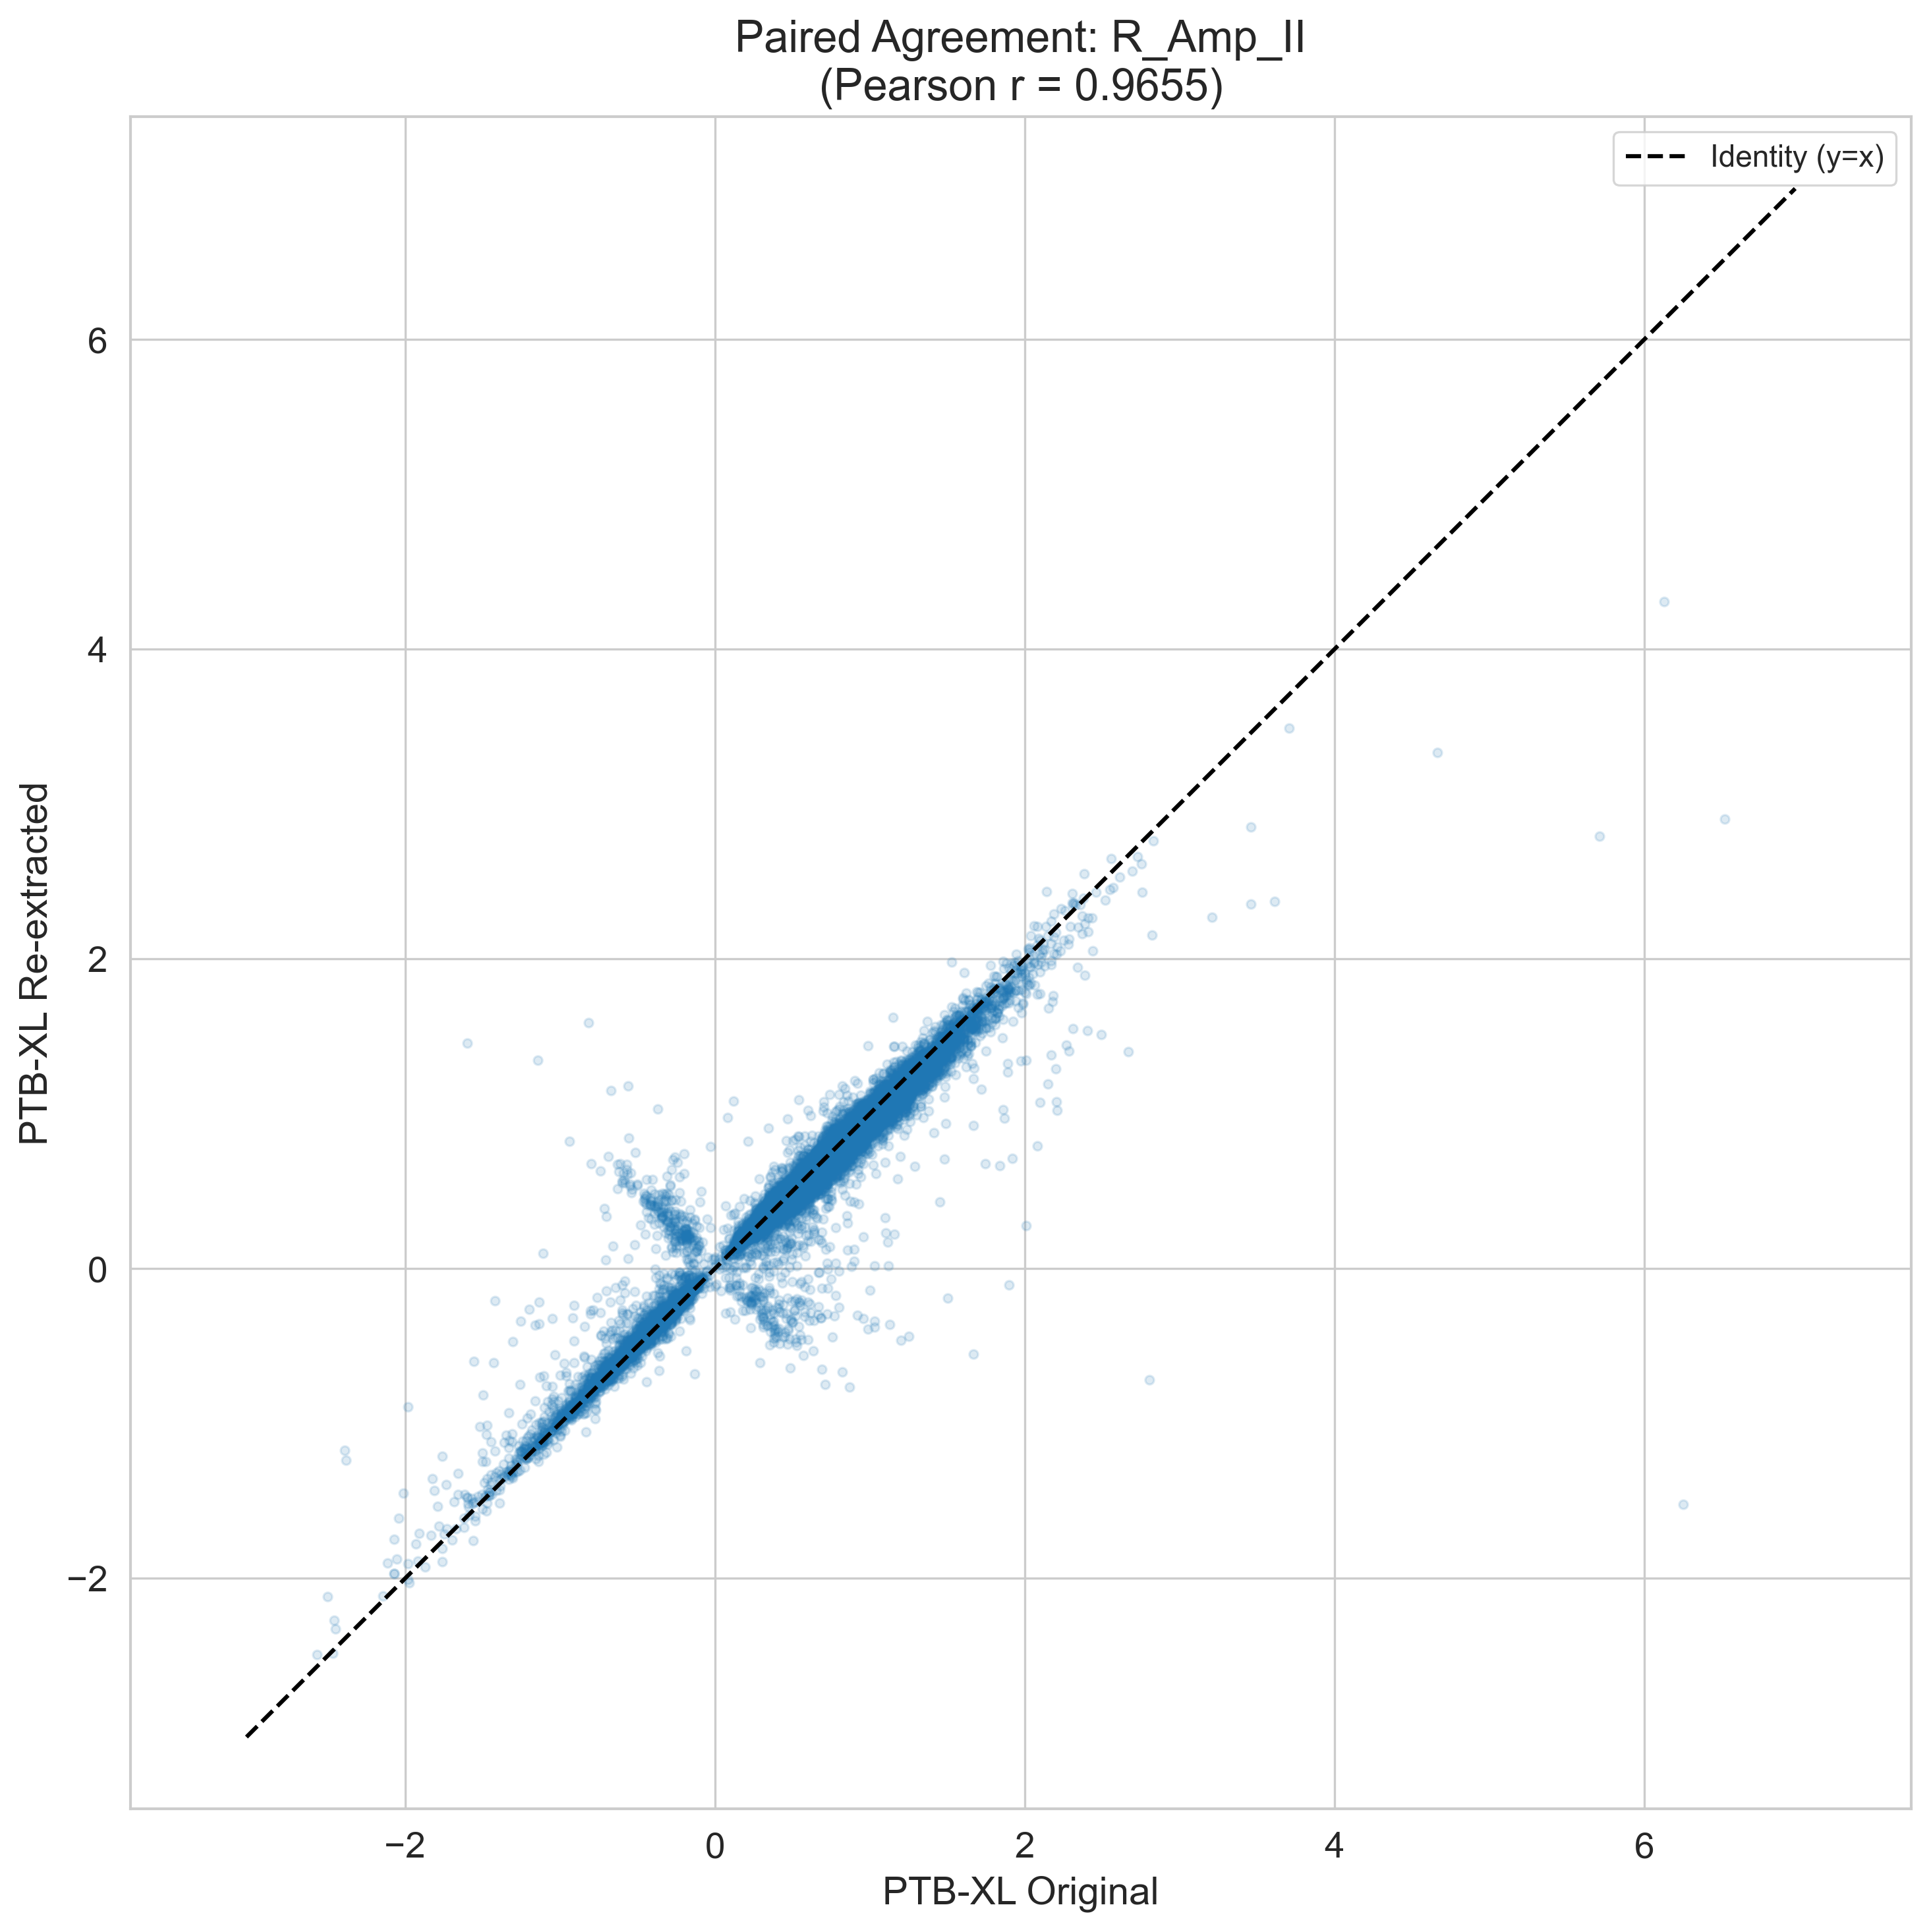 Paired Agreement: R_Amp_II
(Pearson r = 0.9655)
Identity (y=x)
6
4
2
0
−2
PTB-XL Re-extracted
−2
0
2
4
6
PTB-XL Original